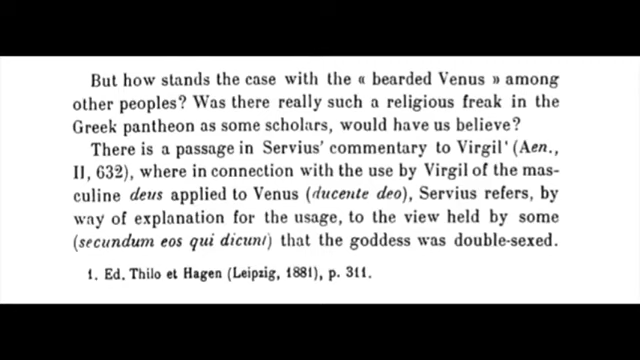 But how stands the case with the « bearded Venus » among
other peoples? Was there really such a religious freak in the
Greek pantheon as some scholars, would have us believe?
There is a passage in Servius' commentary to Virgil¹ (Aen.,
II, 632), where in connection with the use by Virgil of the mas-
culine deus applied to Venus (ducente deo), Servius refers, by
way of explanation for the usage, to the view held by some
(secundum eos qui dicunt) that the goddess was double-sexed.
1. Ed. Thilo et Hagen (Leipzig, 1881), p. 311.